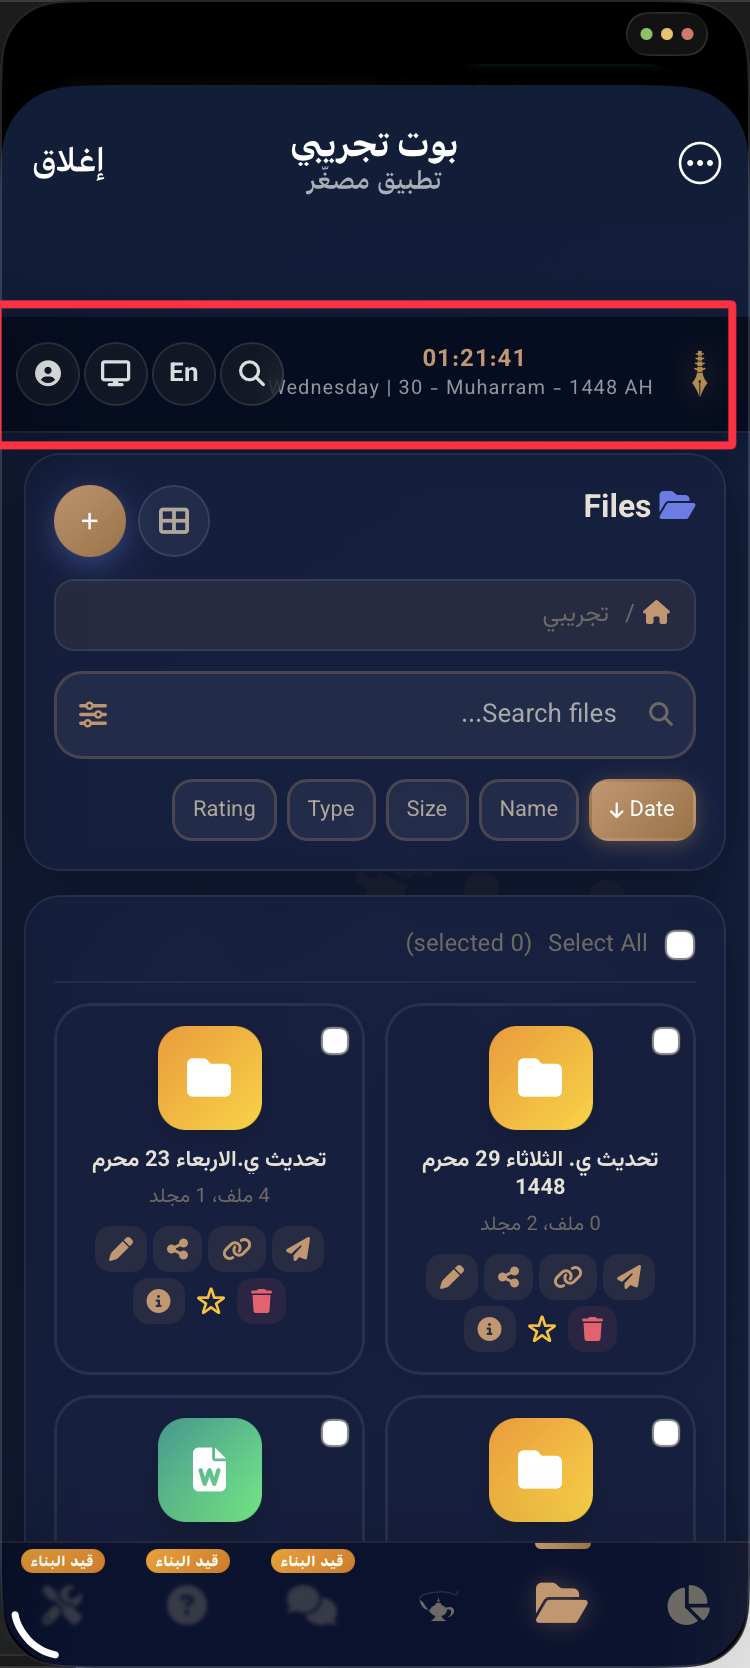 إغلاق
بوت تجريبي
تطبيق مصغّر
01:21:41
En
Wednesday | 30 - Muharram - 1448 AH
Files
+
/ تجريبي
...Search files
Rating Type Size Name ↓ Date
(selected 0) Select All
تحديث ي. الثلاثاء 29 محرم
1448
0 ملف، 2 مجلد
تحديث ي.الاربعاء 23 محرم
4 ملف، 1 مجلد
قيد البناء
قيد البناء
قيد البناء